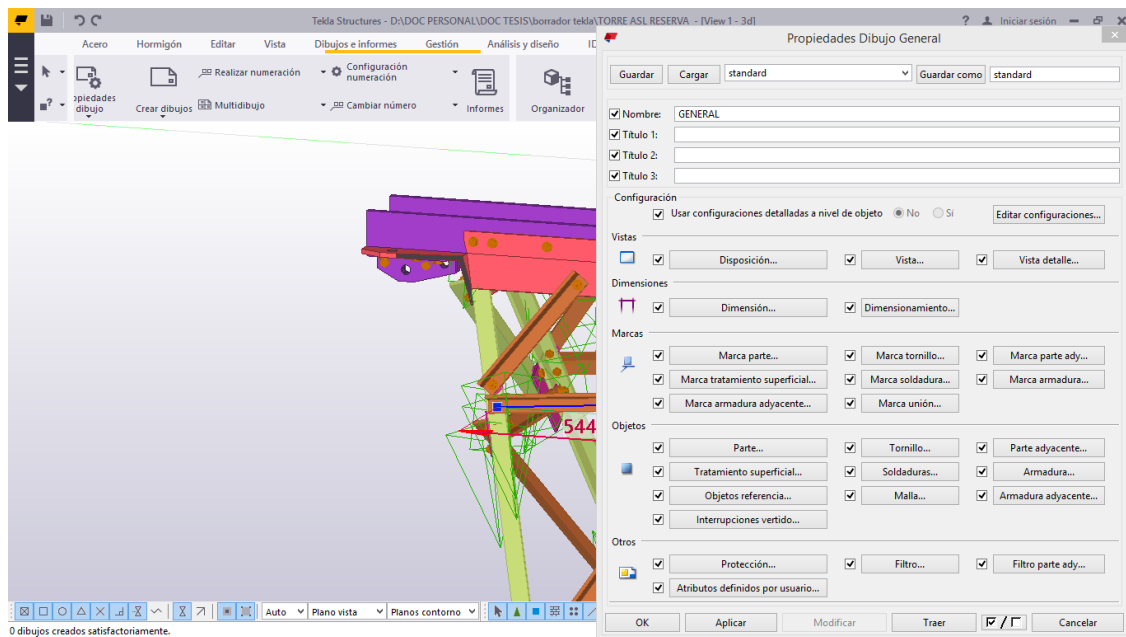 Tekla Structures - D:\DOC PERSONAL\DOC TESIS\borrador tekla\TORRE ASL RESERVA - [View 1 - 3d]
? Iniciar sesión
Acero Hormigón Editar Vista Dibujos e informes Gestión Análisis y diseño
Realizar numeración
Configuración
numeración
opiedades
dibujo
Crear dibujos
Multidibujo
Cambiar número
Informes
Organizador
544
Auto Plano vista Planos contorno
0 dibujos creados satisfactoriamente.
Propiedades Dibujo General
Guardar Cargar standard Guardar como standard
Nombre: GENERAL
Título 1:
Título 2:
Título 3:
Configuración
Usar configuraciones detalladas a nivel de objeto No Sí Editar configuraciones...
Vistas
Disposición... Vista... Vista detalle...
Dimensiones
Dimensión... Dimensionamiento...
Marcas
Marca parte... Marca tornillo... Marca parte ady...
Marca tratamiento superficial... Marca soldadura... Marca armadura...
Marca armadura adyacente... Marca unión...
Objetos
Parte... Tornillo... Parte adyacente...
Tratamiento superficial... Soldaduras... Armadura...
Objetos referencia... Malla... Armadura adyacente...
Interrupciones vertido...
Otros
Protección... Filtro... Filtro parte ady...
Atributos definidos por usuario...
OK Aplicar Modificar Traer Cancelar